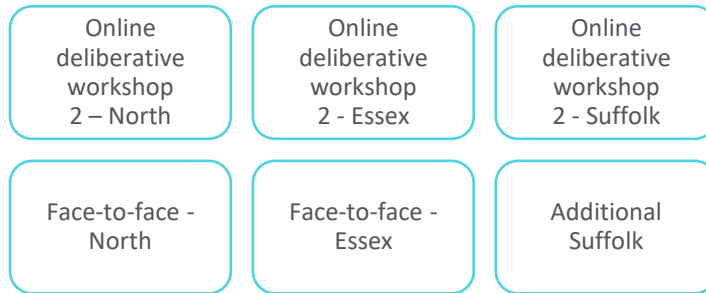 Online
deliberative
workshop
2 – North
Online
deliberative
workshop
2 - Essex
Online
deliberative
workshop
2 - Suffolk
Face-to-face -
North
Face-to-face -
Essex
Additional
Suffolk